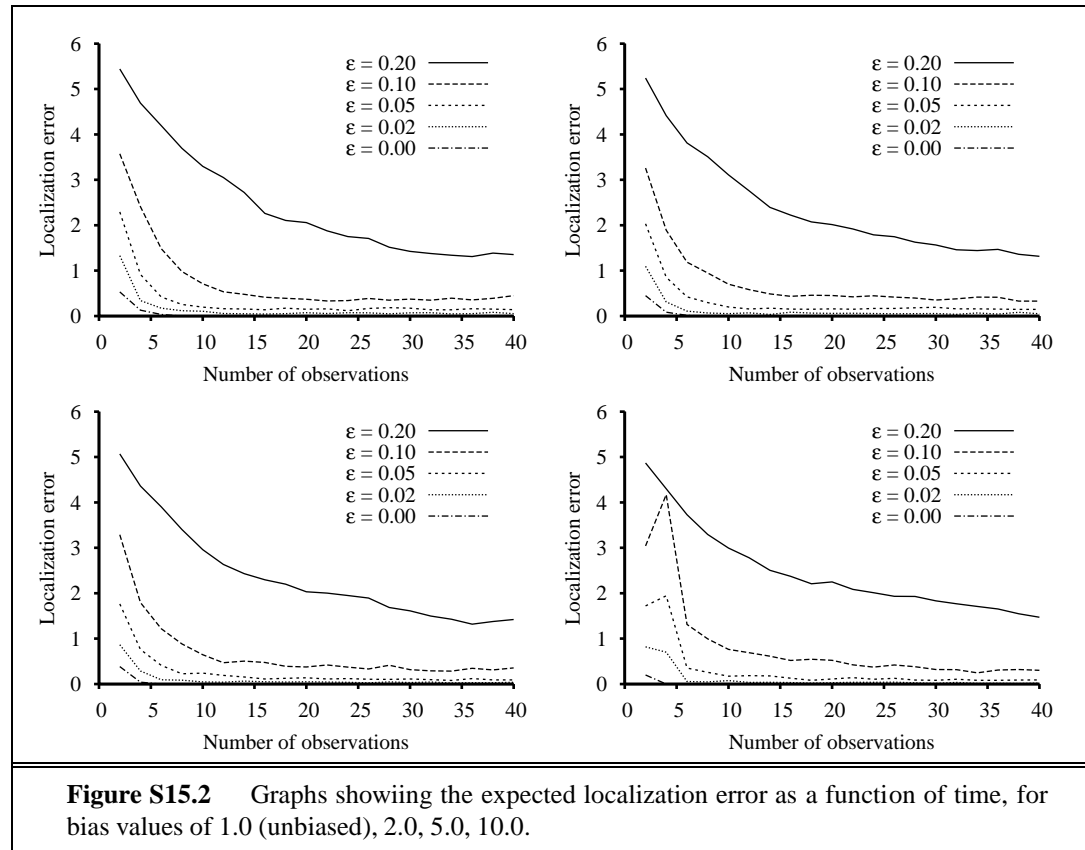 6
5
4
3
2
1
0
Localization error
ε = 0.20
ε = 0.10
ε = 0.05
ε = 0.02
ε = 0.00
0 5 10 15 20 25 30 35 40
Number of observations
6
5
4
3
2
1
0
Localization error
ε = 0.20
ε = 0.10
ε = 0.05
ε = 0.02
ε = 0.00
0 5 10 15 20 25 30 35 40
Number of observations
6
5
4
3
2
1
0
Localization error
ε = 0.20
ε = 0.10
ε = 0.05
ε = 0.02
ε = 0.00
0 5 10 15 20 25 30 35 40
Number of observations
6
5
4
3
2
1
0
Localization error
ε = 0.20
ε = 0.10
ε = 0.05
ε = 0.02
ε = 0.00
0 5 10 15 20 25 30 35 40
Number of observations
Figure S15.2 Graphs showiing the expected localization error as a function of time, for
bias values of 1.0 (unbiased), 2.0, 5.0, 10.0.